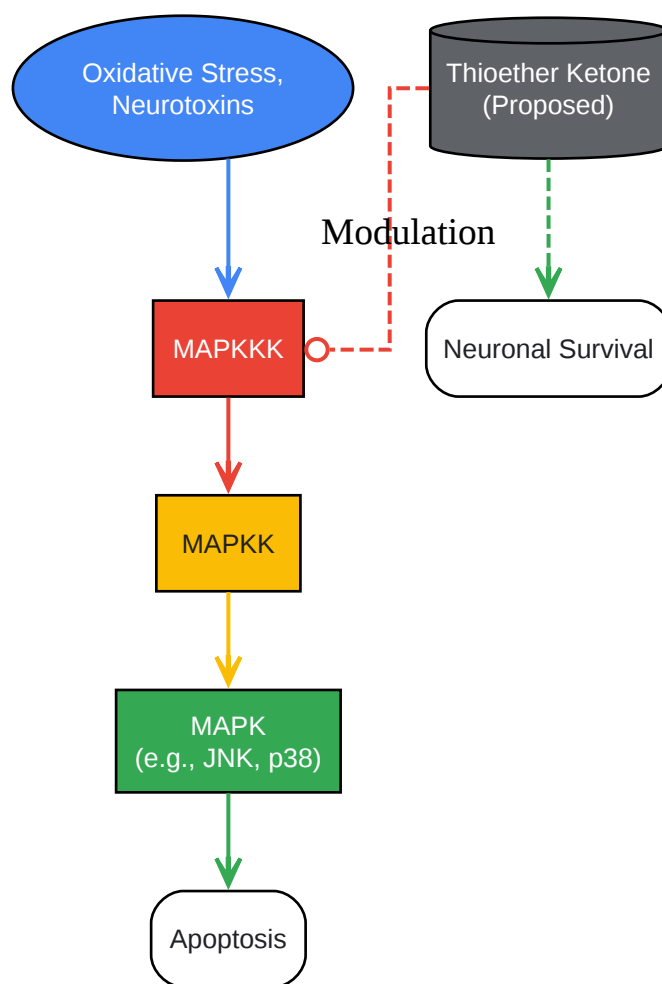 Oxidative Stress,
Neurotoxins
Thioether Ketone
(Proposed)
Modulation
MAPKKK
Neuronal Survival
MAPKK
MAPK
(e.g., JNK, p38)
Apoptosis